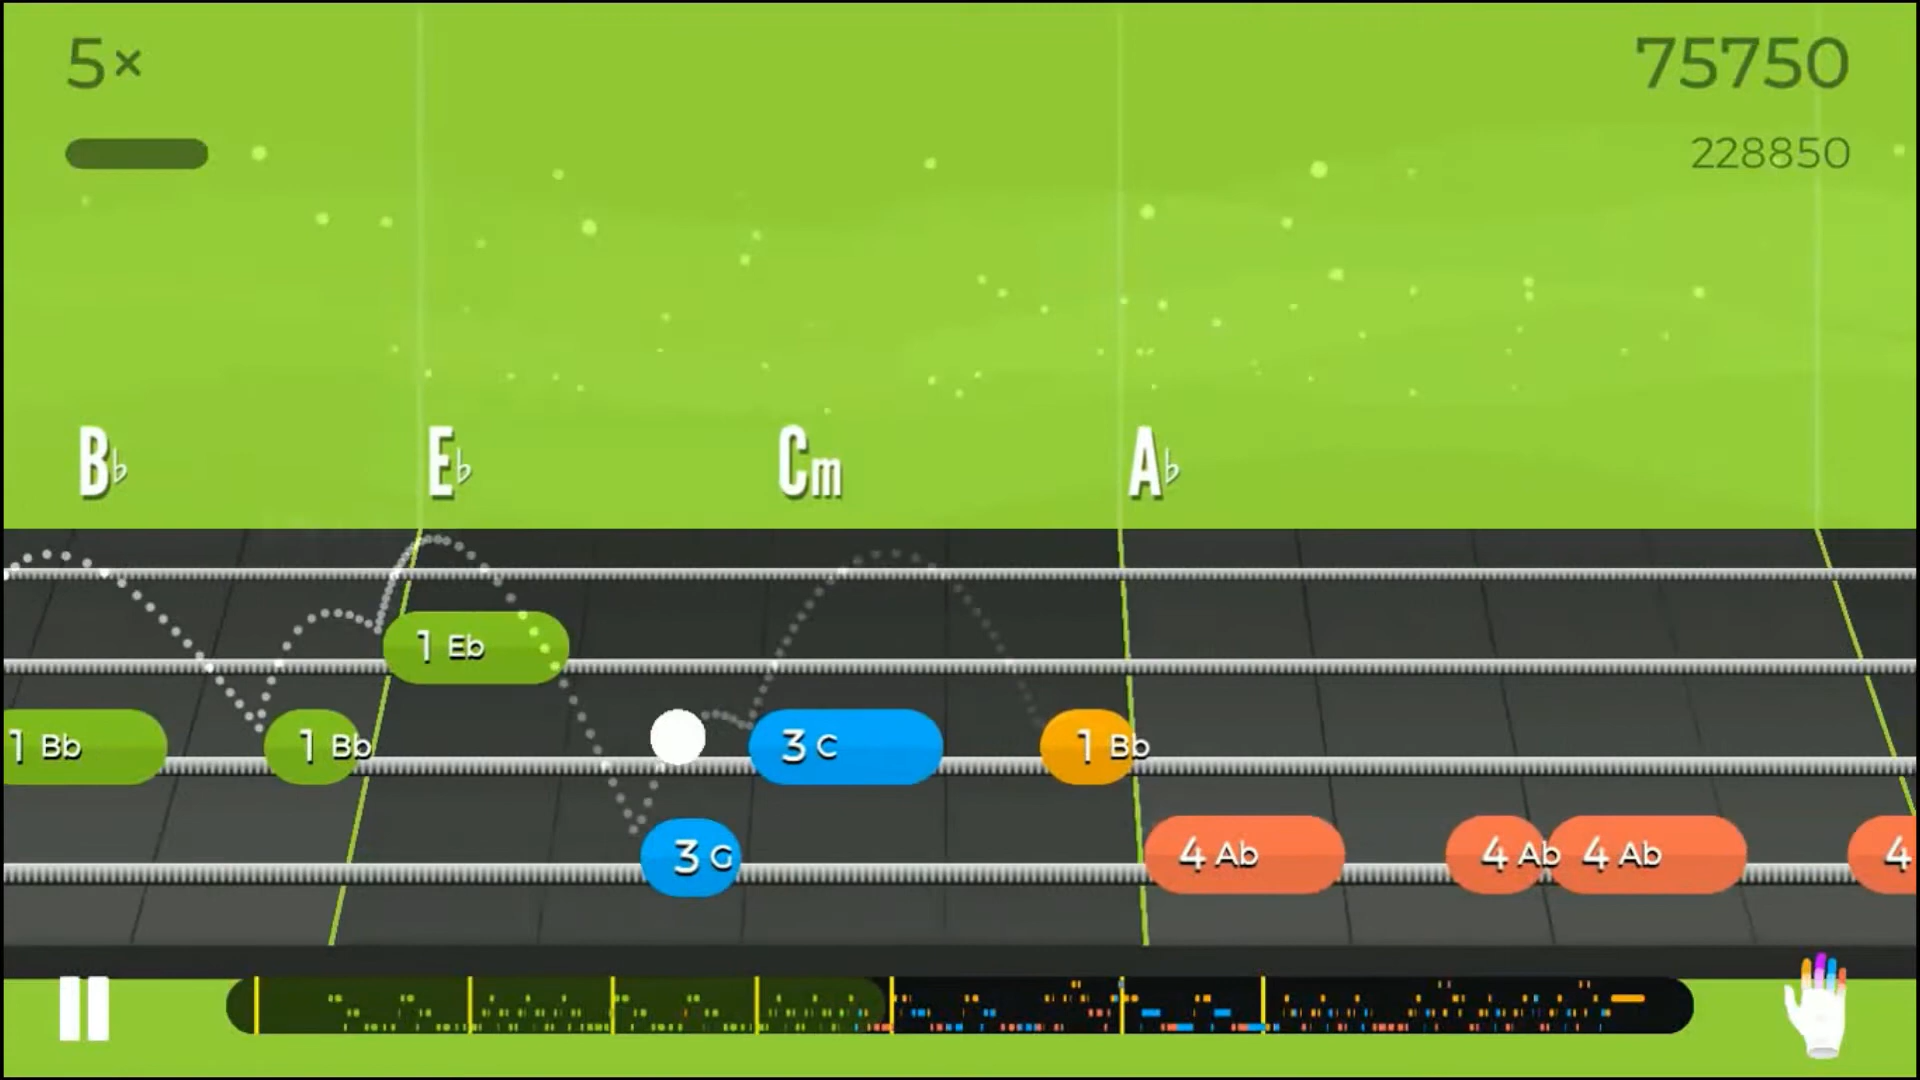 5×
75750
228850
B♭ E♭ Cm A♭
1 Eb
1 Bb 1 Bb 3 C 1 Bb
3 G 4 Ab 4 Ab 4 Ab 4